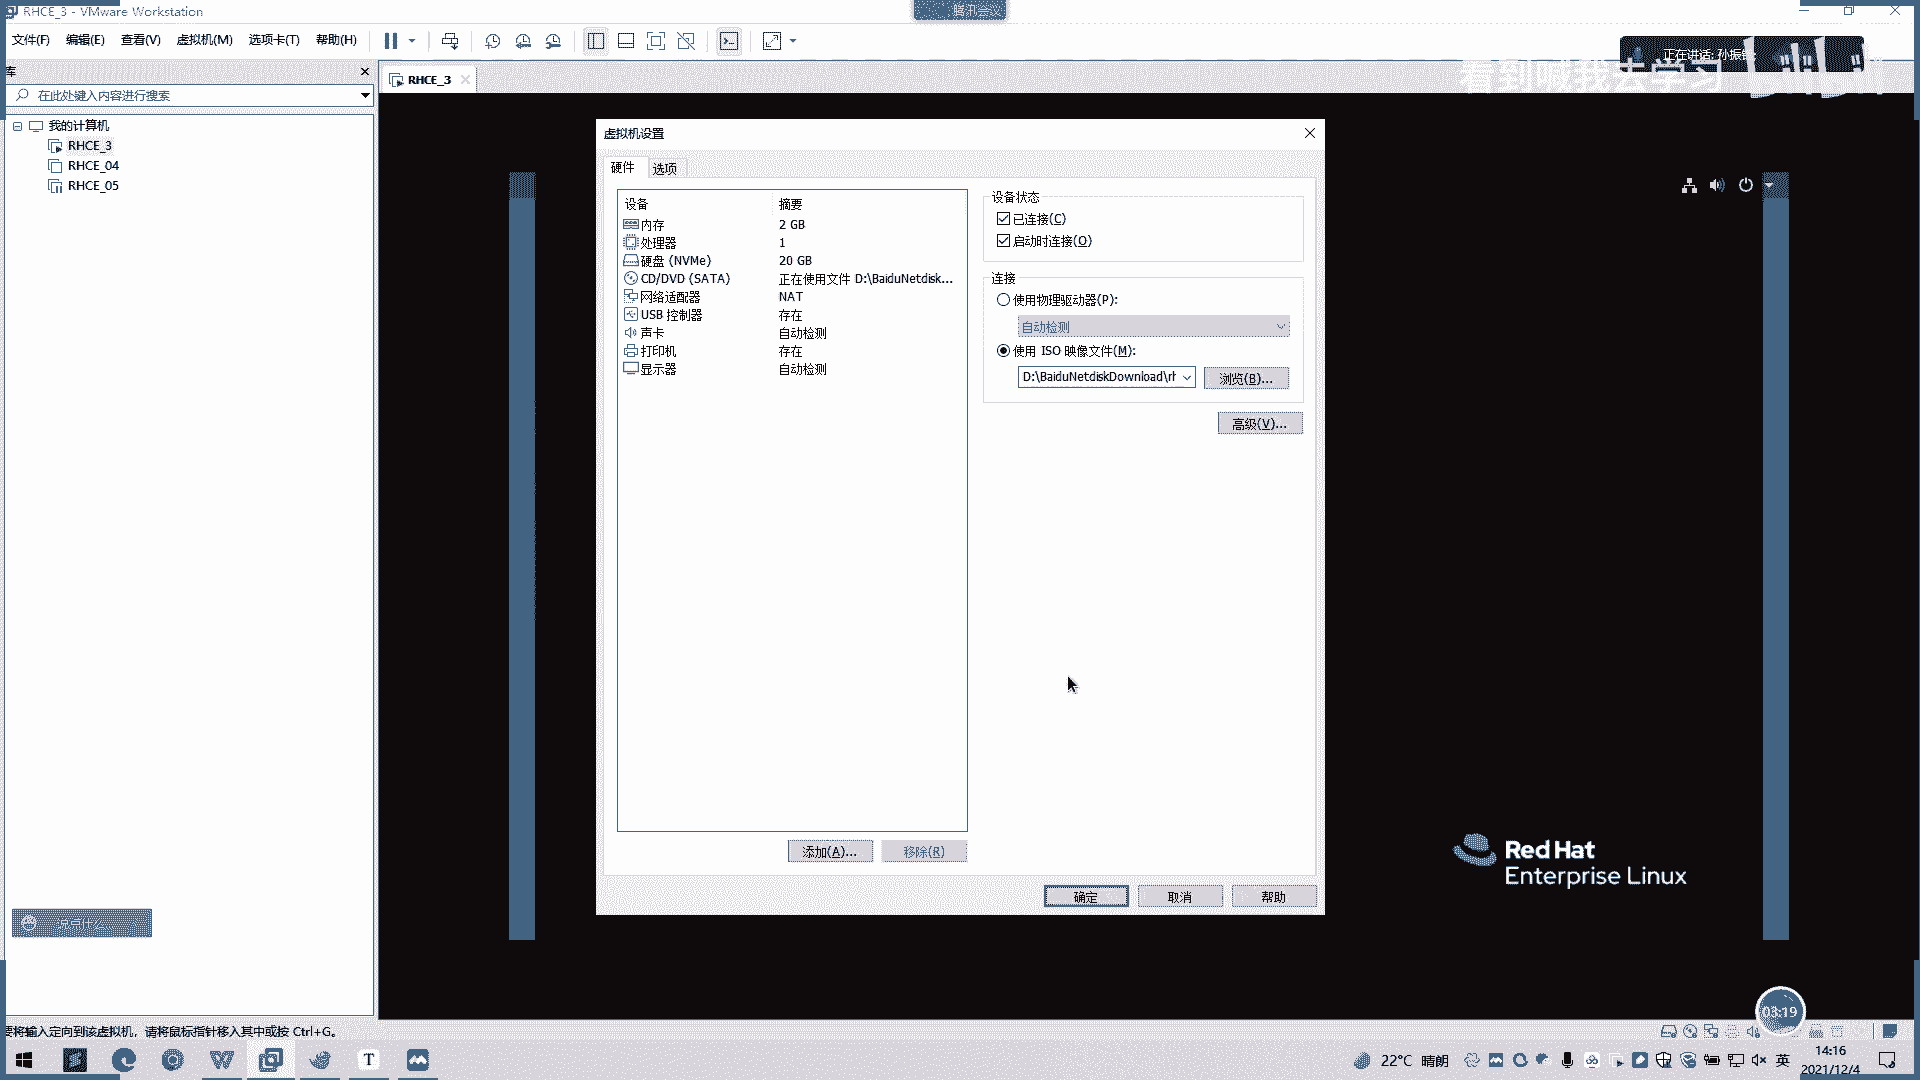 RHCE_3 - VMware Workstation
文件(F) 编辑(E) 查看(V) 虚拟机(M) 选项卡(T) 帮助(H)
正在讲话: 孙振
看到喊我去学习
库
在此处键入内容进行搜索
我的计算机
RHCE_3
RHCE_04
RHCE_05
RHCE_3
虚拟机设置
硬件 选项
设备 摘要
内存 2 GB
处理器 1
硬盘 (NVMe) 20 GB
CD/DVD (SATA) 正在使用文件 D:\BaiduNetdisk...
网络适配器 NAT
USB 控制器 存在
声卡 自动检测
打印机 存在
显示器 自动检测
添加(A)... 移除(R)
设备状态
已连接(C)
启动时连接(O)
连接
使用物理驱动器(P):
自动检测
使用 ISO 映像文件(M):
D:\BaiduNetdiskDownload\rh
浏览(B)...
高级(V)...
确定 取消 帮助
Red Hat
Enterprise Linux
03:19
要将输入定向到该虚拟机，请将鼠标指针移入其中或按 Ctrl+G。
22°C 晴朗
英
14:16
2021/12/4